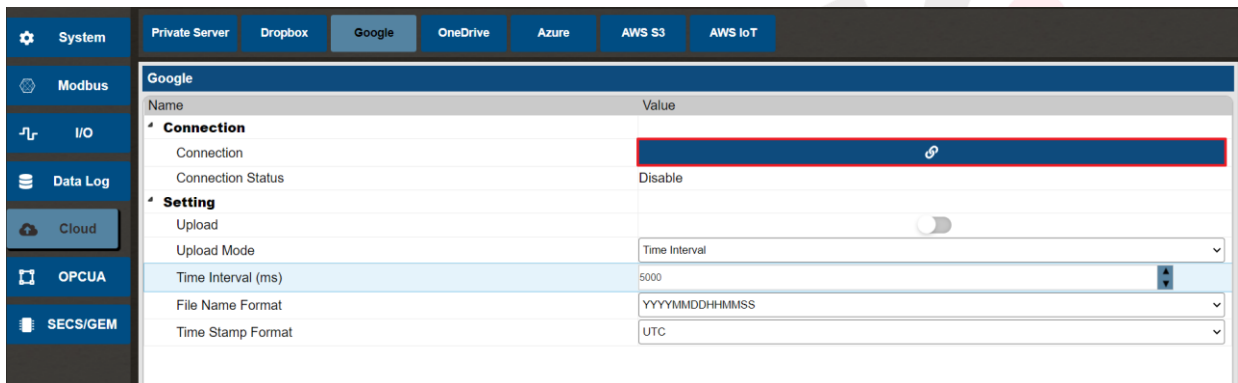 System
Modbus
I/O
Data Log
Cloud
OPCUA
SECS/GEM
Private Server Dropbox Google OneDrive Azure AWS S3 AWS IoT
Google
Name Value
Connection
Connection
Connection Status Disable
Setting
Upload
Upload Mode Time Interval
Time Interval (ms) 5000
File Name Format YYYYMMDDHHMMSS
Time Stamp Format UTC